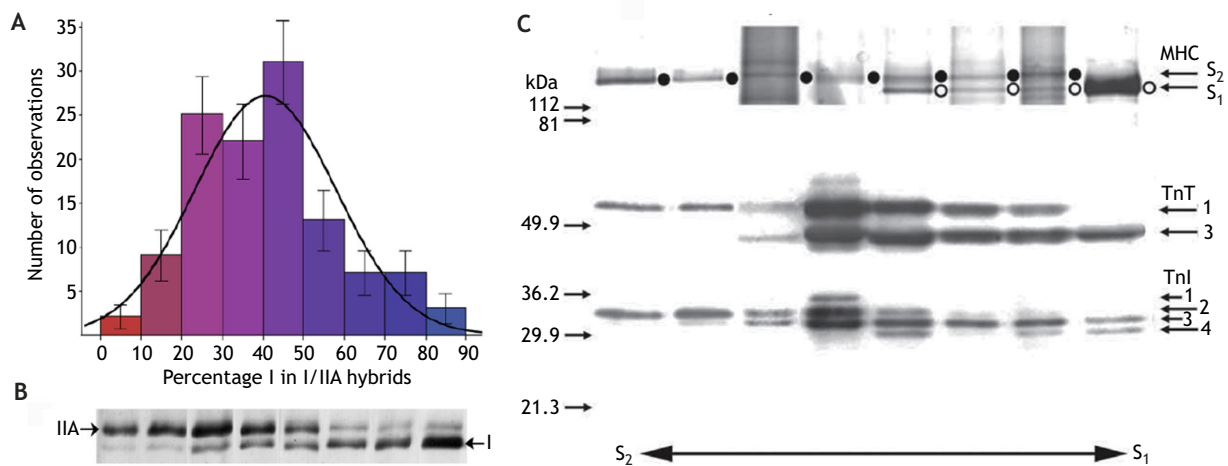 A
35
30
25
20
15
10
5
Number of observations
0 10 20 30 40 50 60 70 80 90
Percentage I in I/IIA hybrids
B
IIA
I
C
MHC
S2
S1
kDa
112
81
TnT
1
49.9
3
TnI
36.2
1
2
3
29.9
4
21.3
S2
S1